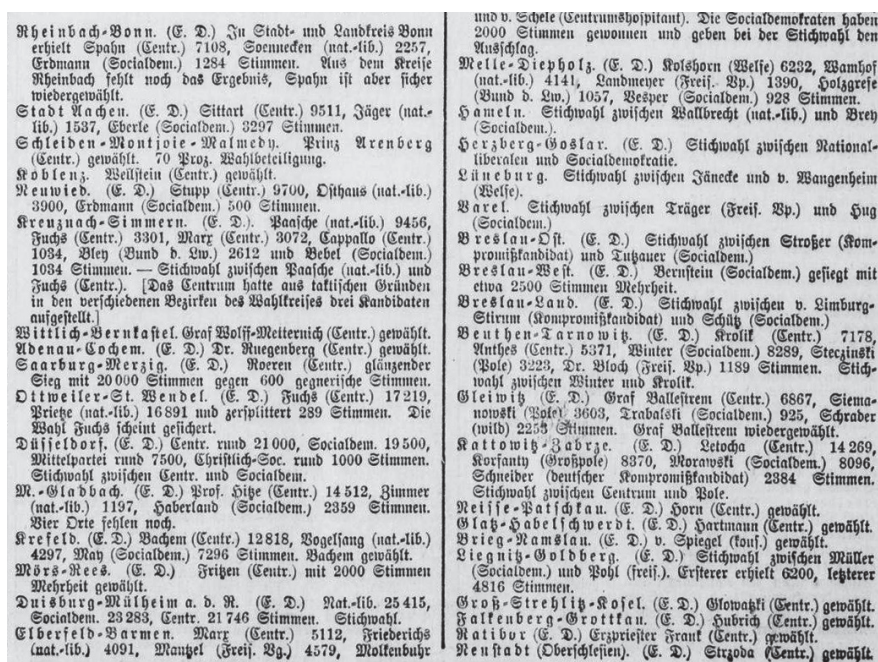 Rheinbach-Bonn. (E. D.) In Stadt- und Landkreis Bonn
erhielt Spahn (Centr.) 7108, Soennecken (nat.-lib.) 2257,
Erdmann (Socialdem.) 1284 Stimmen. Aus dem Kreise
Rheinbach fehlt noch das Ergebnis, Spahn ist aber sicher
wiedergewählt.
Stadt Aachen. (E. D.) Sittart (Centr.) 9511, Jäger (nat.-
lib.) 1537, Eberle (Socialdem.) 3297 Stimmen.
Schleiden-Montjoie-Malmedy. Prinz Arenberg
(Centr.) gewählt. 70 Proz. Wahlbeteiligung.
Koblenz. Wellstein (Centr.) gewählt.
Neuwied. (E. D.) Stupp (Centr.) 9700, Osthaus (nat.-lib.)
3900, Erdmann (Socialdem.) 500 Stimmen.
Kreuznach-Simmern. (E. D.). Paasche (nat.-lib.) 9456,
Fuchs (Centr.) 3301, Marx (Centr.) 3072, Cappallo (Centr.)
1034, Bley (Bund d. Lw.) 2612 und Bebel (Socialdem.)
1034 Stimmen. — Stichwahl zwischen Paasche (nat.-lib.) und
Fuchs (Centr.). [Das Centrum hatte aus taktischen Gründen
in den verschiedenen Bezirken des Wahlkreises drei Kandidaten
aufgestellt.]
Wittlich-Bernkastel. Graf Wolff-Metternich (Centr.) gewählt.
Adenau-Cochem. (E. D.) Dr. Ruegenberg (Centr.) gewählt.
Saarburg-Merzig. (E. D.) Roeren (Centr.) glänzender
Sieg mit 20000 Stimmen gegen 600 gegnerische Stimmen.
Ottweiler-St. Wendel. (E. D.) Fuchs (Centr.) 17219,
Prietze (nat.-lib.) 16891 und zersplittert 289 Stimmen. Die
Wahl Fuchs scheint gesichert.
Düsseldorf. (E. D.) Centr. rund 21000, Socialdem. 19500,
Mittelpartei rund 7500, Christlich-Soc. rund 1000 Stimmen.
Stichwahl zwischen Centr. und Socialdem.
M.-Gladbach. (E. D.) Prof. Hitze (Centr.) 14512, Zimmer
(nat.-lib.) 1197, Haberland (Socialdem.) 2359 Stimmen.
Vier Orte fehlen noch.
Krefeld. (E. D.) Bachem (Centr.) 12818, Vogelsang (nat.-lib.)
4297, May (Socialdem.) 7296 Stimmen. Bachem gewählt.
Mörs-Rees. (E. D.) Fritzen (Centr.) mit 2000 Stimmen
Mehrheit gewählt.
Duisburg-Mülheim a. d. R. (E. D.) Nat.-lib. 25415,
Socialdem. 23283, Centr. 21746 Stimmen. Stichwahl.
Elberfeld-Barmen. Marx (Centr.) 5112, Friederichs
(nat.-lib.) 4091, Mantzel (Freis. Vg.) 4579, Molkenbuhr
und v. Schele (Centrumshospitant). Die Socialdemokraten haben
2000 Stimmen gewonnen und geben bei der Stichwahl den
Ausschlag.
Melle-Diepholz. (E. D.) Kolshorn (Welfe) 6232, Wamhof
(nat.-lib.) 4141, Landmeyer (Freis. Vp.) 1390, Holzgrefe
(Bund d. Lw.) 1057, Vesper (Socialdem.) 928 Stimmen.
Hameln. Stichwahl zwischen Wallbrecht (nat.-lib.) und Brey
(Socialdem.).
Herzberg-Goslar. (E. D.) Stichwahl zwischen National-
liberalen und Socialdemokratie.
Lüneburg. Stichwahl zwischen Jänecke und v. Wangenheim
(Welfe).
Varel. Stichwahl zwischen Träger (Freis. Vp.) und Hug
(Socialdem.)
Breslau-Ost. (E. D.) Stichwahl zwischen Stroßer (Kom-
promißkandidat) und Tutzauer (Socialdem.)
Breslau-West. (E. D.) Bernstein (Socialdem.) gesiegt mit
etwa 2500 Stimmen Mehrheit.
Breslau-Land. (E. D.) Stichwahl zwischen v. Limburg-
Stirum (Kompromißkandidat) und Schütz (Socialdem.)
Beuthen-Tarnowitz. (E. D.) Krolik (Centr.) 7178,
Anthes (Centr.) 5371, Winter (Socialdem.) 8289, Steczinski
(Pole) 3223, Dr. Bloch (Freis. Vp.) 1189 Stimmen. Stich-
wahl zwischen Winter und Krolik.
Gleiwitz (E. D.) Graf Ballestrem (Centr.) 6867, Siema-
nowski (Pole) 3603, Trabalski (Socialdem.) 925, Schrader
(wild) 2253 Stimmen. Graf Ballestrem wiedergewählt.
Kattowitz-Zabrze. (E. D.) Letocha (Centr.) 14269,
Korfanty (Großpole) 8370, Morawski (Socialdem.) 8096,
Schneider (deutscher Kompromißkandidat) 2384 Stimmen.
Stichwahl zwischen Centrum und Pole.
Neisse-Patschkau. (E. D.) Horn (Centr.) gewählt.
Glatz-Habelschwerdt. (E. D.) Hartmann (Centr.) gewählt.
Brieg-Namslau. (E. D.) v. Spiegel (kons.) gewählt.
Liegnitz-Goldberg. (E. D.) Stichwahl zwischen Müller
(Socialdem.) und Pohl (freis.). Ersterer erhielt 6200, letzterer
4816 Stimmen.
Groß-Strehlitz-Kosel. (E. D.) Glowatzki (Centr.) gewählt.
Falkenberg-Grottkau. (E. D.) Hubrich (Centr.) gewählt.
Ratibor (E. D.) Erzpriester Frank (Centr.) gewählt.
Neustadt (Oberschlesien). (E. D.) Strzoda (Centr.) gewählt.